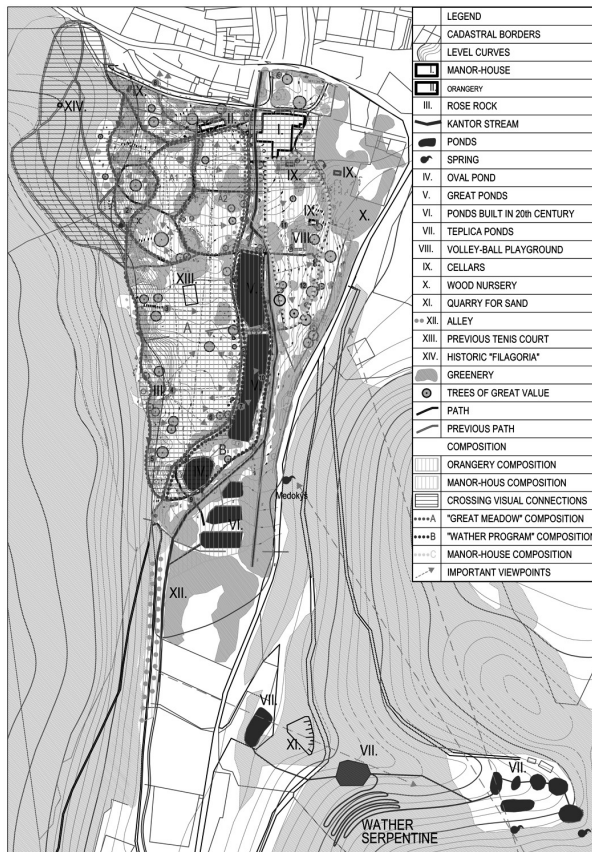 LEGEND
CADASTRAL BORDERS
LEVEL CURVES
I. MANOR-HOUSE
II. ORANGERY
III. ROSE ROCK
KANTOR STREAM
PONDS
SPRING
IV. OVAL POND
V. GREAT PONDS
VI. PONDS BUILT IN 20th CENTURY
VII. TEPLICA PONDS
VIII. VOLLEY-BALL PLAYGROUND
IX. CELLARS
X. WOOD NURSERY
XI. QUARRY FOR SAND
XII. ALLEY
XIII. PREVIOUS TENIS COURT
XIV. HISTORIC "FILAGORIA"
GREENERY
TREES OF GREAT VALUE
PATH
PREVIOUS PATH
COMPOSITION
ORANGERY COMPOSITION
MANOR-HOUS COMPOSITION
CROSSING VISUAL CONNECTIONS
A "GREAT MEADOW" COMPOSITION
B "WATHER PROGRAM" COMPOSITION
C MANOR-HOUSE COMPOSITION
IMPORTANT VIEWPOINTS
XIV.
IX.
II.
I.
A1
A2
IX.
IX.
IX.
X.
VIII.
XIII.
V.
A
III.
V.
B
IV.
VI.
Medokyš
XII.
VII.
XI.
VII.
VII.
WATHER
SERPENTINE